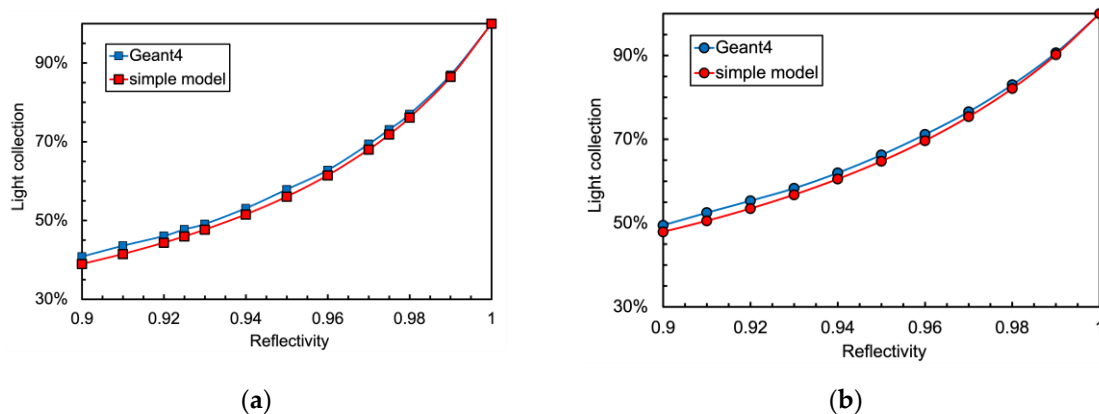 Geant4
simple model
90%
70%
50%
30%
Light collection
0.9 0.92 0.94 0.96 0.98 1
Reflectivity
(a)
Geant4
simple model
90%
70%
50%
30%
Light collection
0.9 0.92 0.94 0.96 0.98 1
Reflectivity
(b)